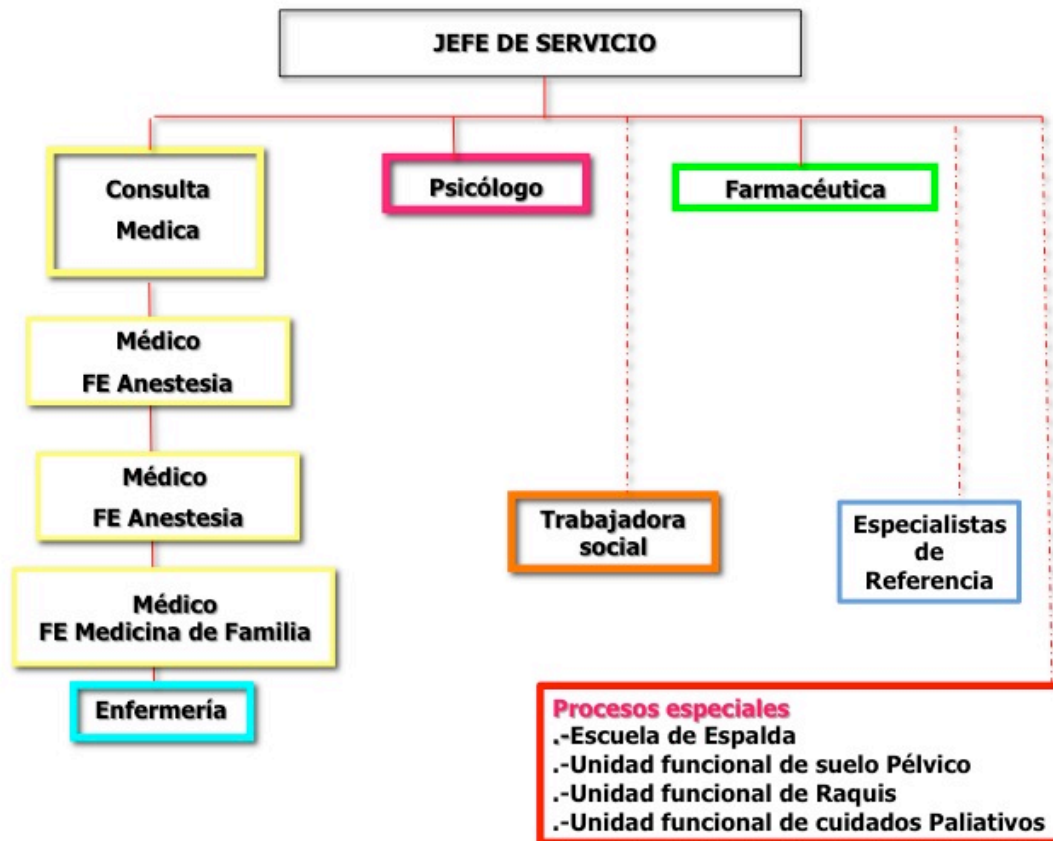 JEFE DE SERVICIO
Consulta
Medica
Psicólogo
Farmacéutica
Médico
FE Anestesia
Médico
FE Anestesia
Trabajadora
social
Especialistas
de
Referencia
Médico
FE Medicina de Familia
Enfermería
Procesos especiales
.-Escuela de Espalda
.-Unidad funcional de suelo Pélvico
.-Unidad funcional de Raquis
.-Unidad funcional de cuidados Paliativos